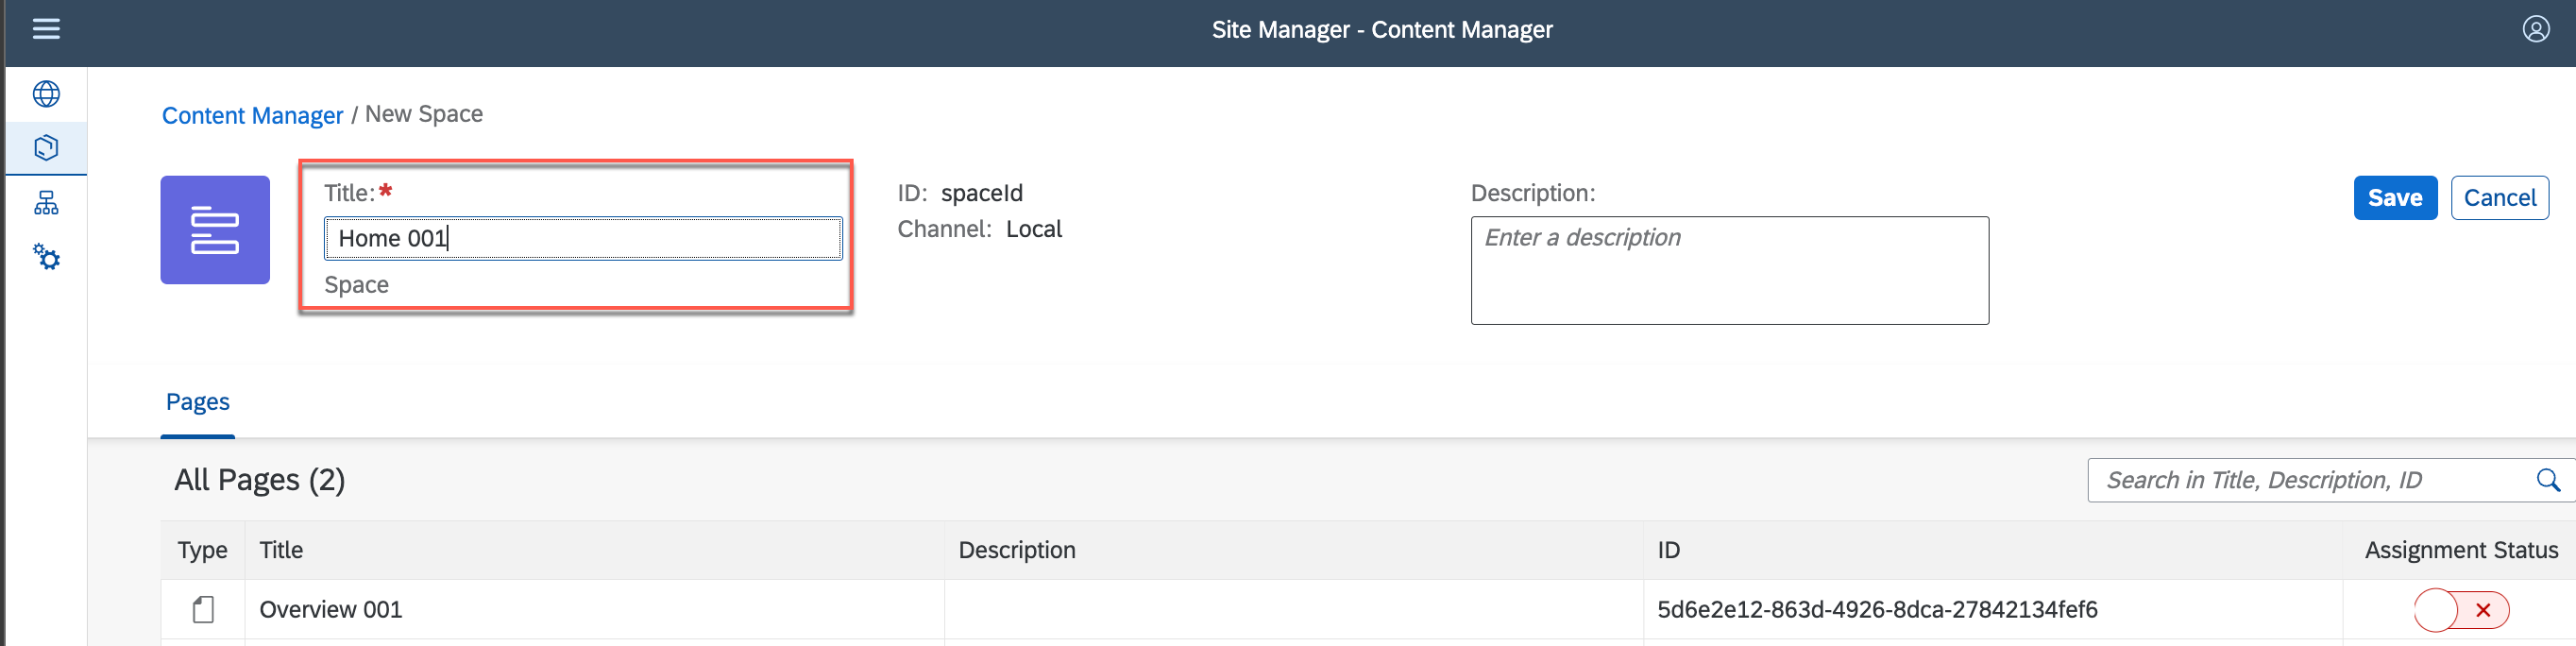 Site Manager - Content Manager
Content Manager / New Space
Title:*
Home 001
Space
ID: spaceId
Channel: Local
Description:
Enter a description
Save
Cancel
Pages
All Pages (2)
Search in Title, Description, ID
Type Title Description ID Assignment Status
Overview 001 5d6e2e12-863d-4926-8dca-27842134fef6